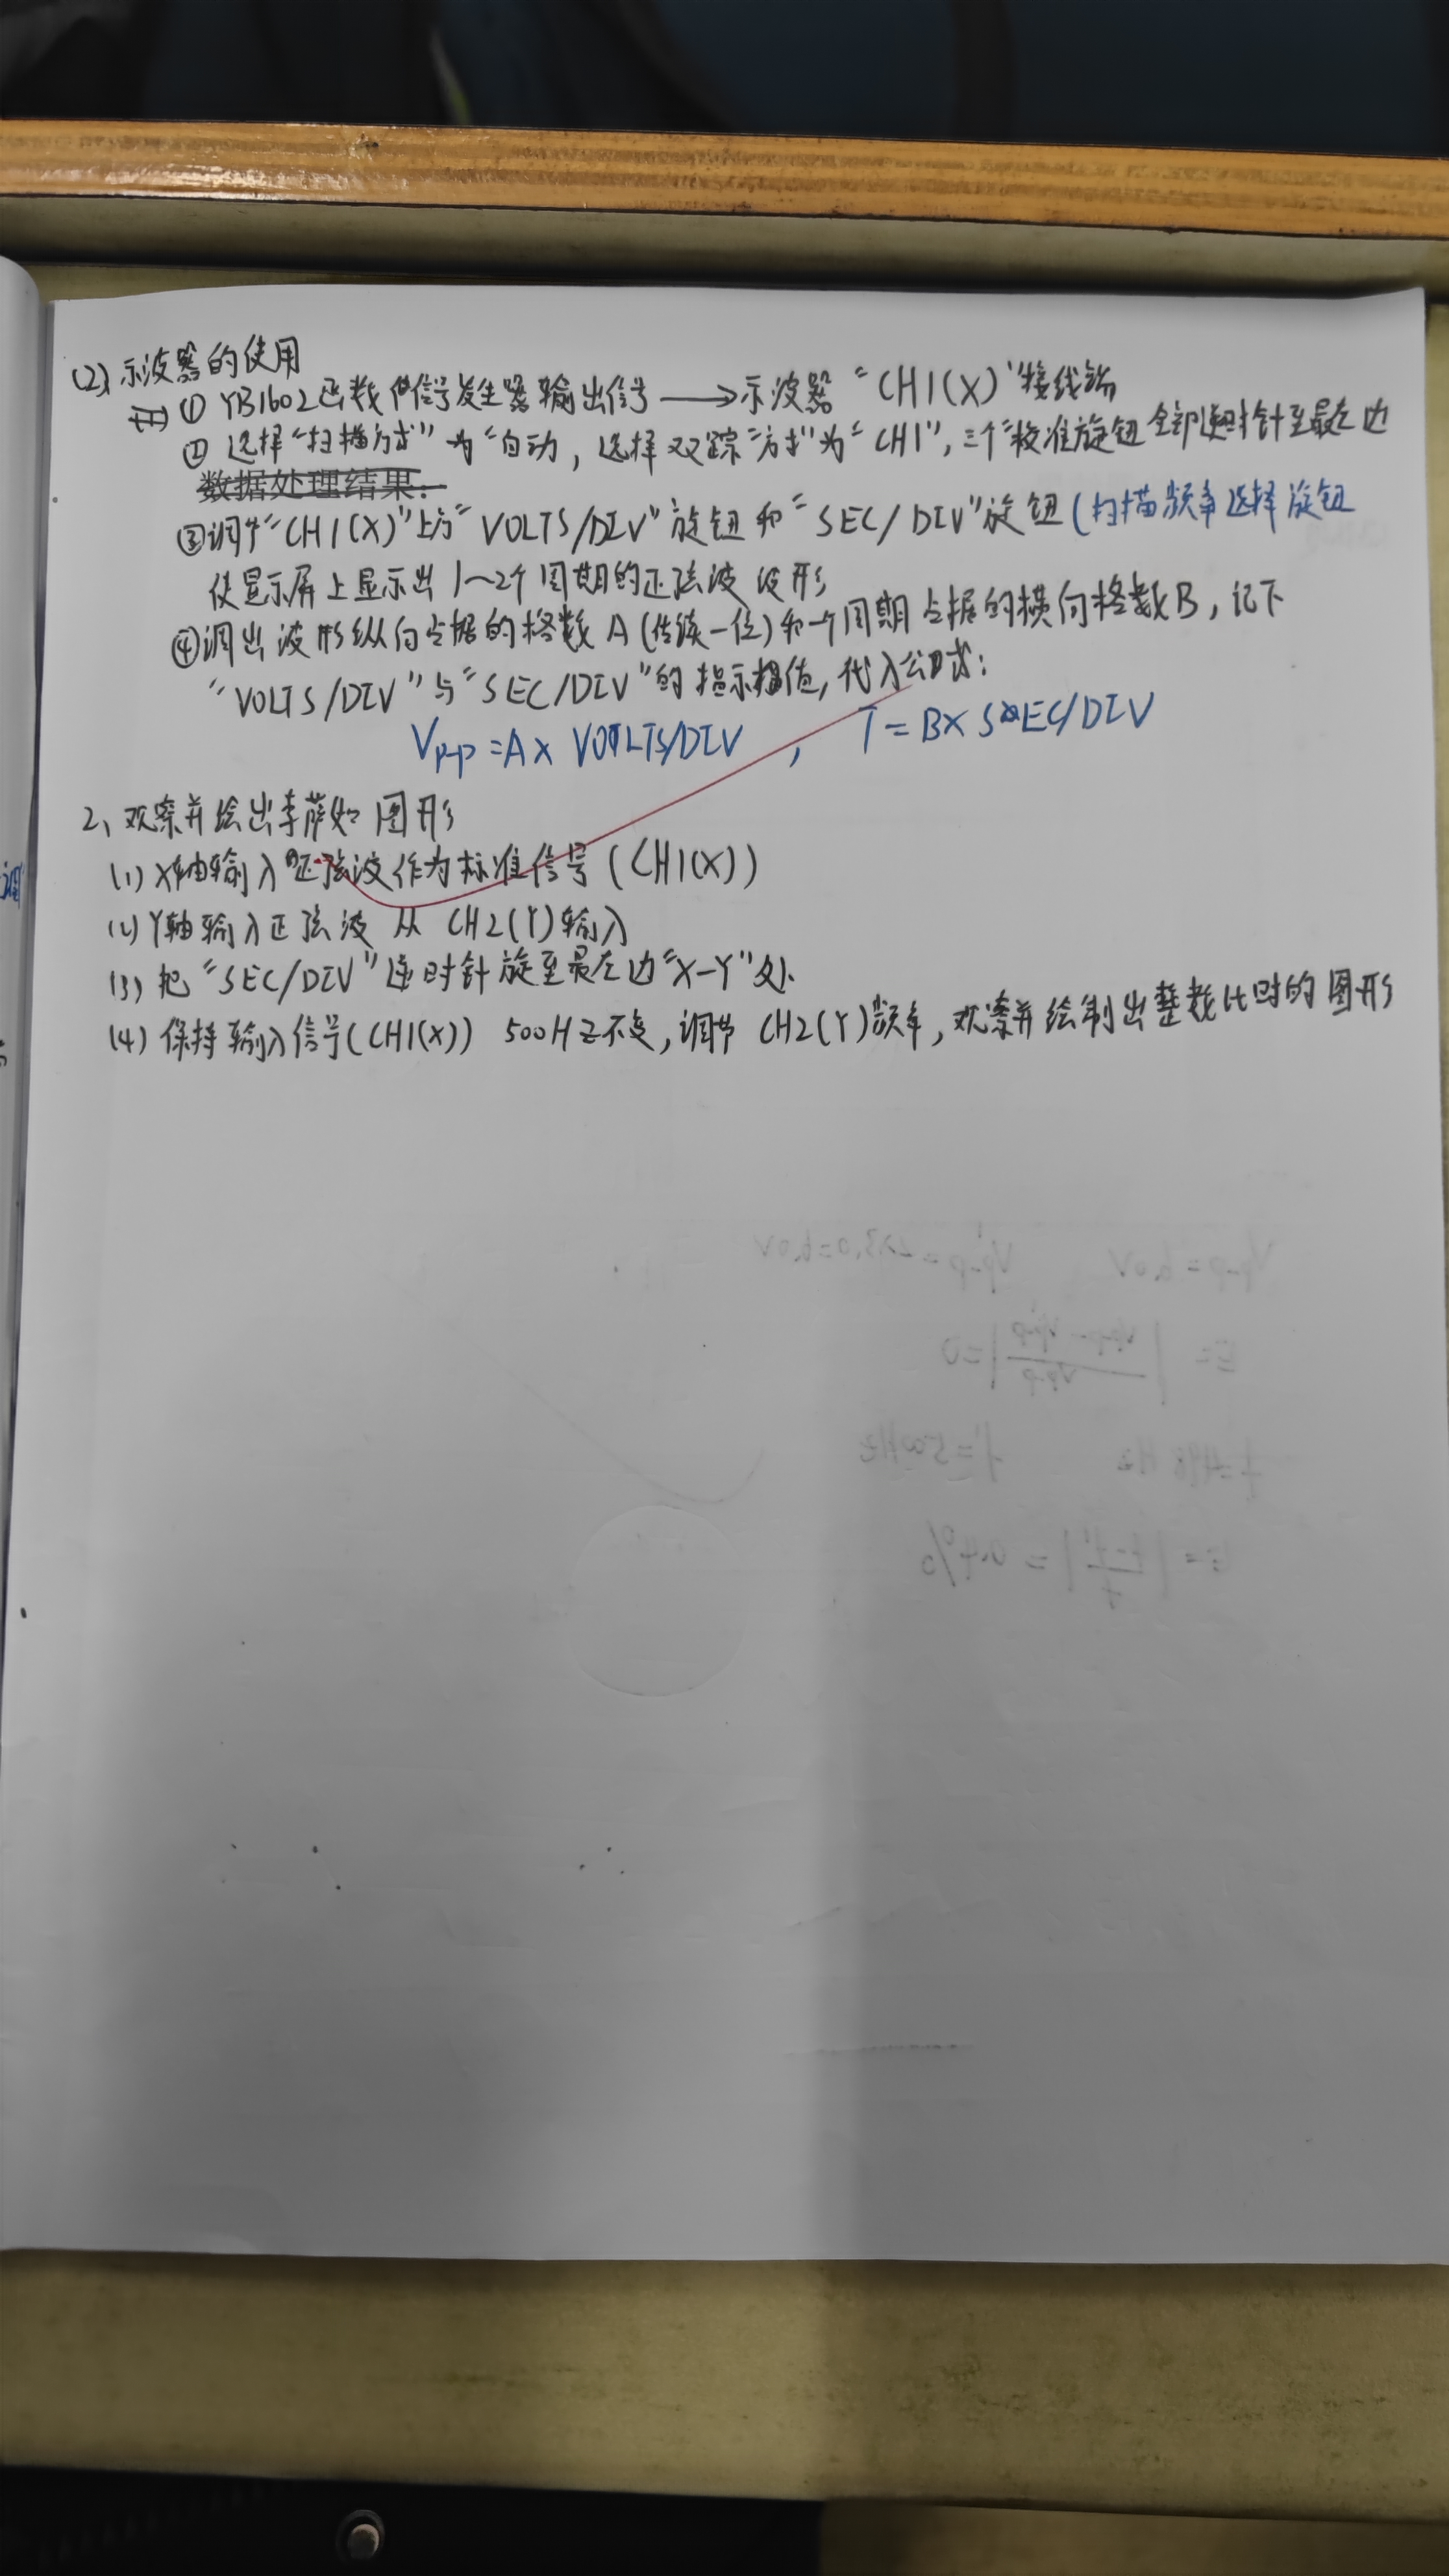 (2)、示波器的使用
① YB1602函数信号发生器输出信号 ⟶ 示波器“CH1(X)”接线端
② 选择“扫描方式”为“自动,选择双踪“方式”为“CH1”,三个“校准旋钮全部逆时针至最左边
数据处理结果:
③调节“CH1(X)”上方“VOLTS/DIV”旋钮和“SEC/DIV”旋钮(扫描频率选择旋钮
使显示屏上显示出1~2个周期的正弦波波形
④调出波形纵向占据的格数A(估读一位)和一个周期占据的横向格数B,记下
“VOLTS/DIV”与“SEC/DIV”的指示值,代入公式:
Vp-p=A×VOLTS/DIV , T=B×SEC/DIV
2、观察并绘出李萨如图形
(1) X轴输入正弦波作为标准信号(CH1(X))
(2) Y轴输入正弦波 从 CH2(Y)输入
(3) 把“SEC/DIV”逆时针旋至最左边“X-Y”处
(4) 保持输入信号(CH1(X)) 500HZ不变,调节CH2(Y)频率,观察并绘制出整数比时的图形